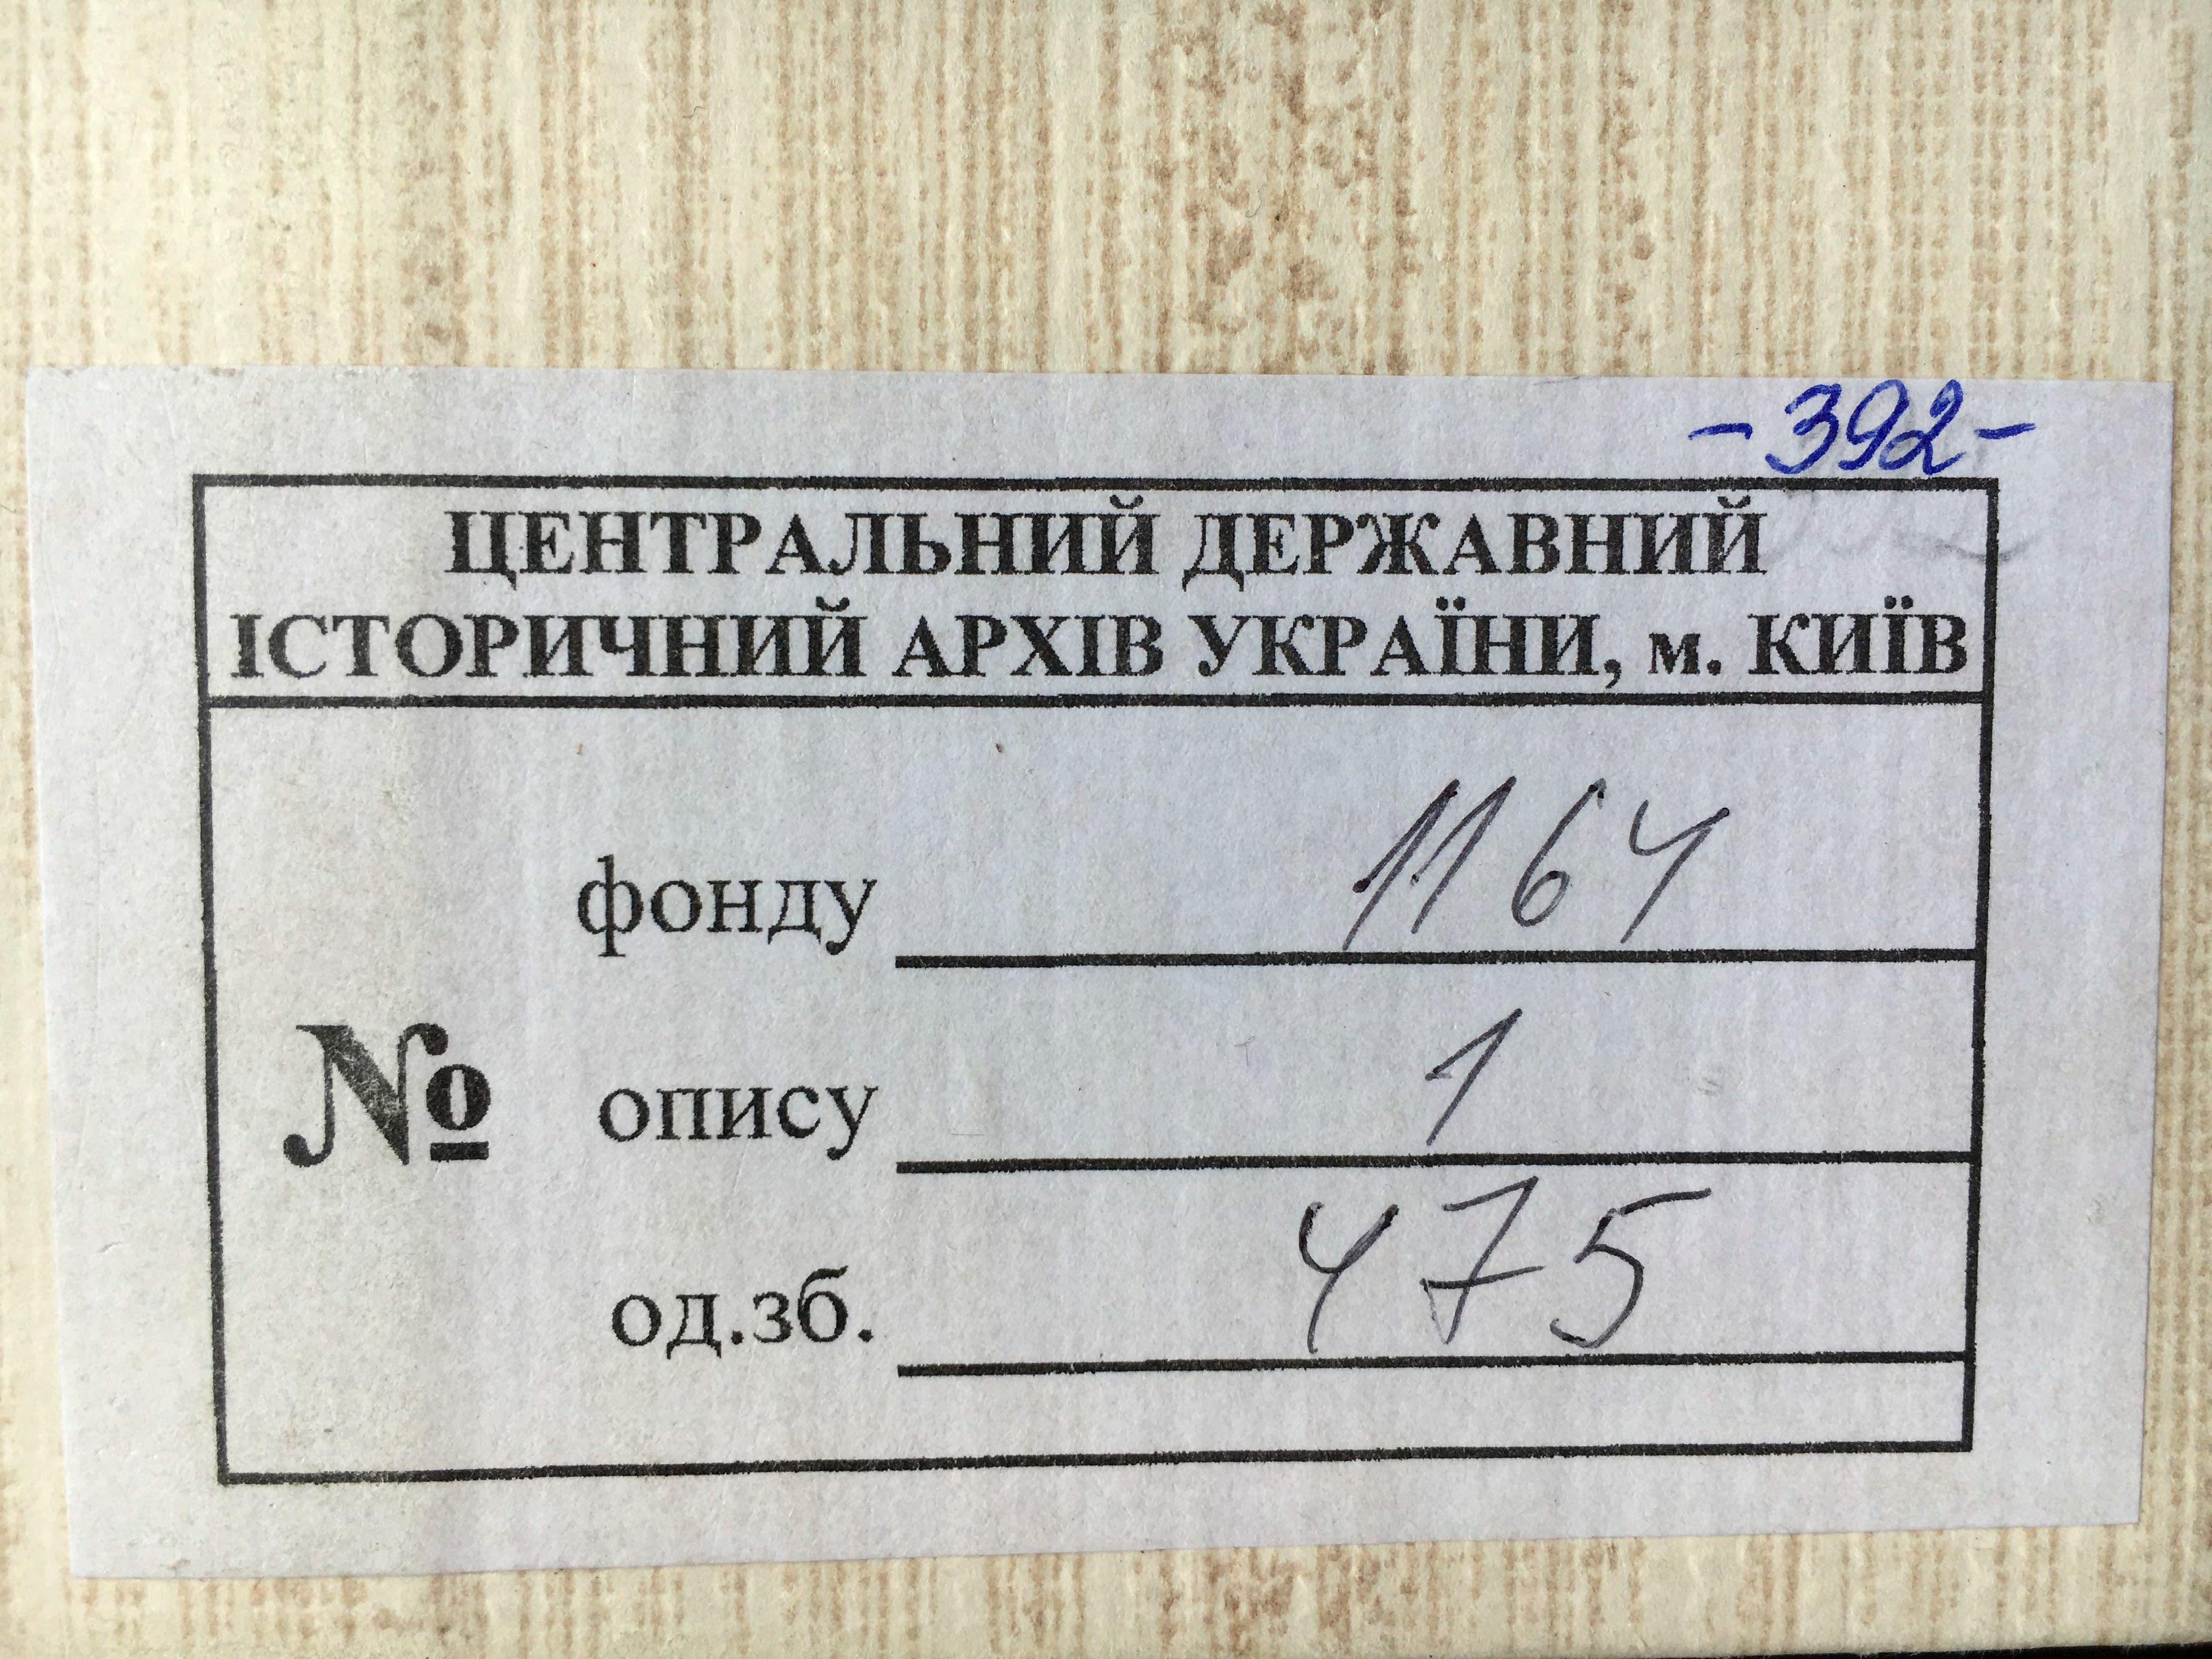 -392-
ЦЕНТРАЛЬНИЙ ДЕРЖАВНИЙ
ІСТОРИЧНИЙ АРХІВ УКРАЇНИ, м. КИЇВ
№
фонду 1164
опису 1
од.зб. 475